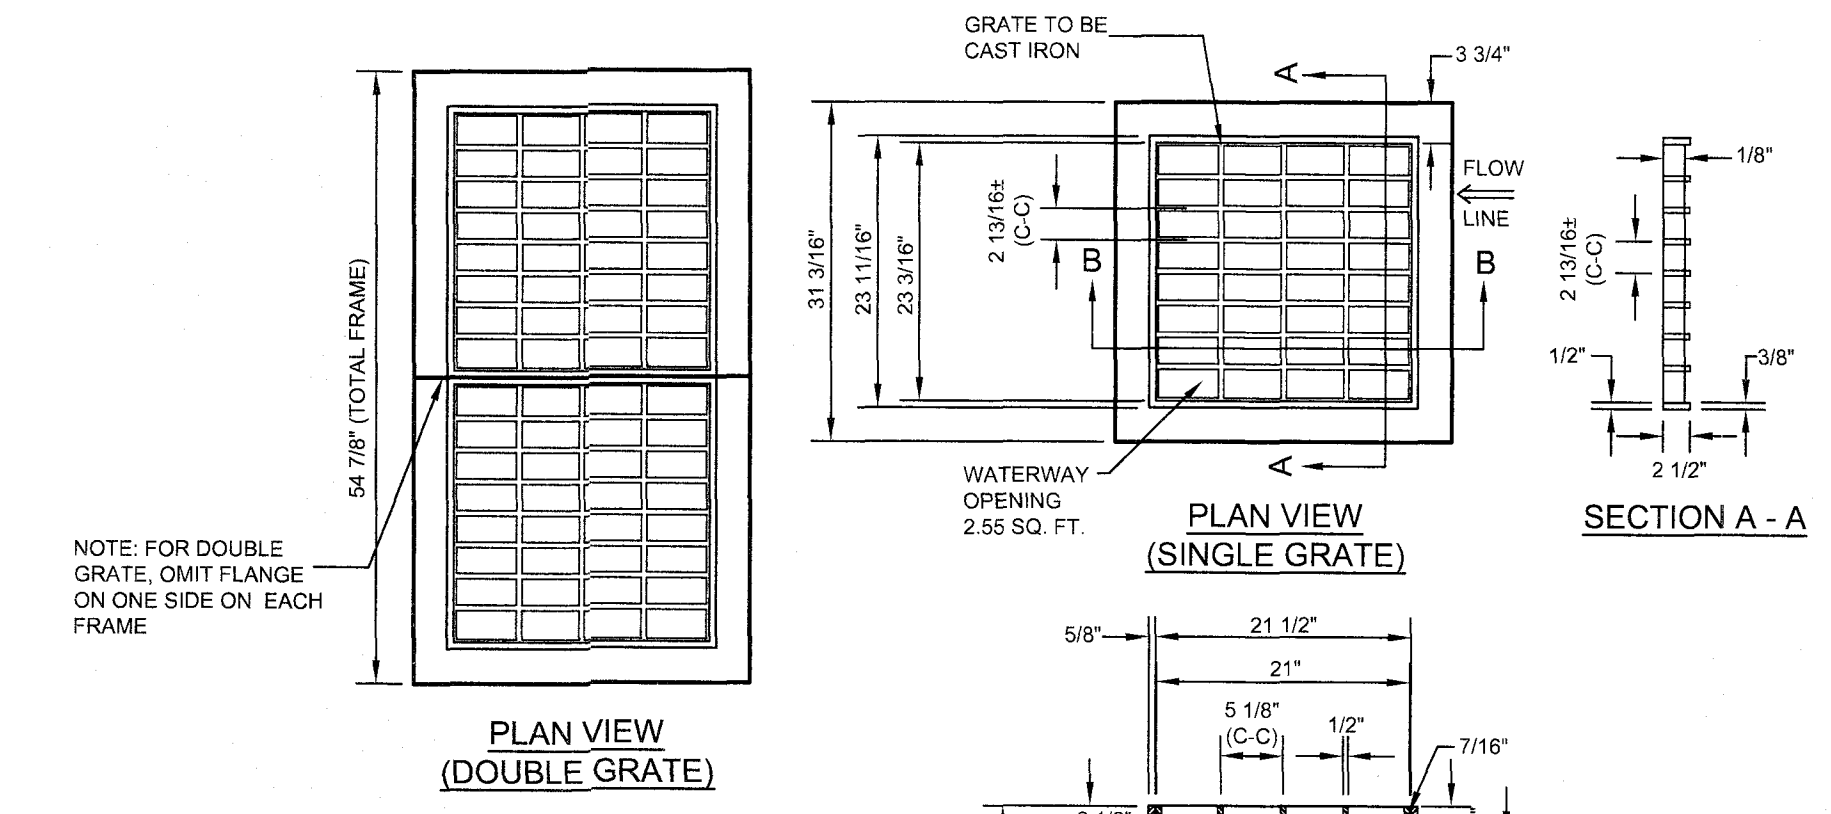 54 7/8" (TOTAL FRAME)
NOTE: FOR DOUBLE
GRATE, OMIT FLANGE
ON ONE SIDE ON EACH
FRAME
PLAN VIEW
(DOUBLE GRATE)
GRATE TO BE
CAST IRON
A
3 3/4"
FLOW
LINE
31 3/16"
23 11/16"
23 3/16"
2 13/16±
(C-C)
B
B
A
WATERWAY
OPENING
2.55 SQ. FT.
PLAN VIEW
(SINGLE GRATE)
1/8"
2 13/16±
(C-C)
1/2"
3/8"
2 1/2"
SECTION A - A
5/8"
21 1/2"
21"
5 1/8"
(C-C)
1/2"
7/16"